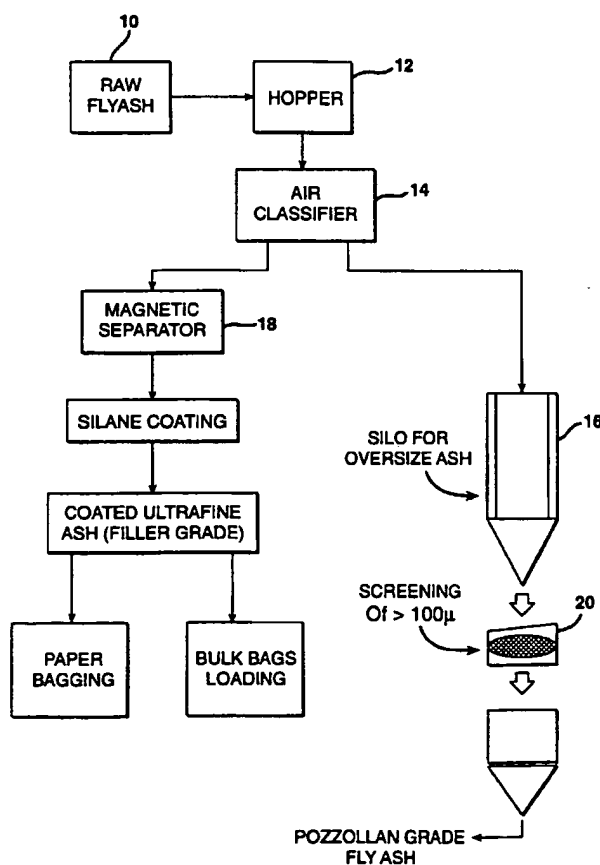 10
RAW
FLYASH
12
HOPPER
AIR
CLASSIFIER
14
MAGNETIC
SEPARATOR
18
SILANE COATING
COATED ULTRAFINE
ASH (FILLER GRADE)
PAPER
BAGGING
BULK BAGS
LOADING
16
SILO FOR
OVERSIZE ASH
SCREENING
Of > 100μ
20
POZZOLLAN GRADE
FLY ASH